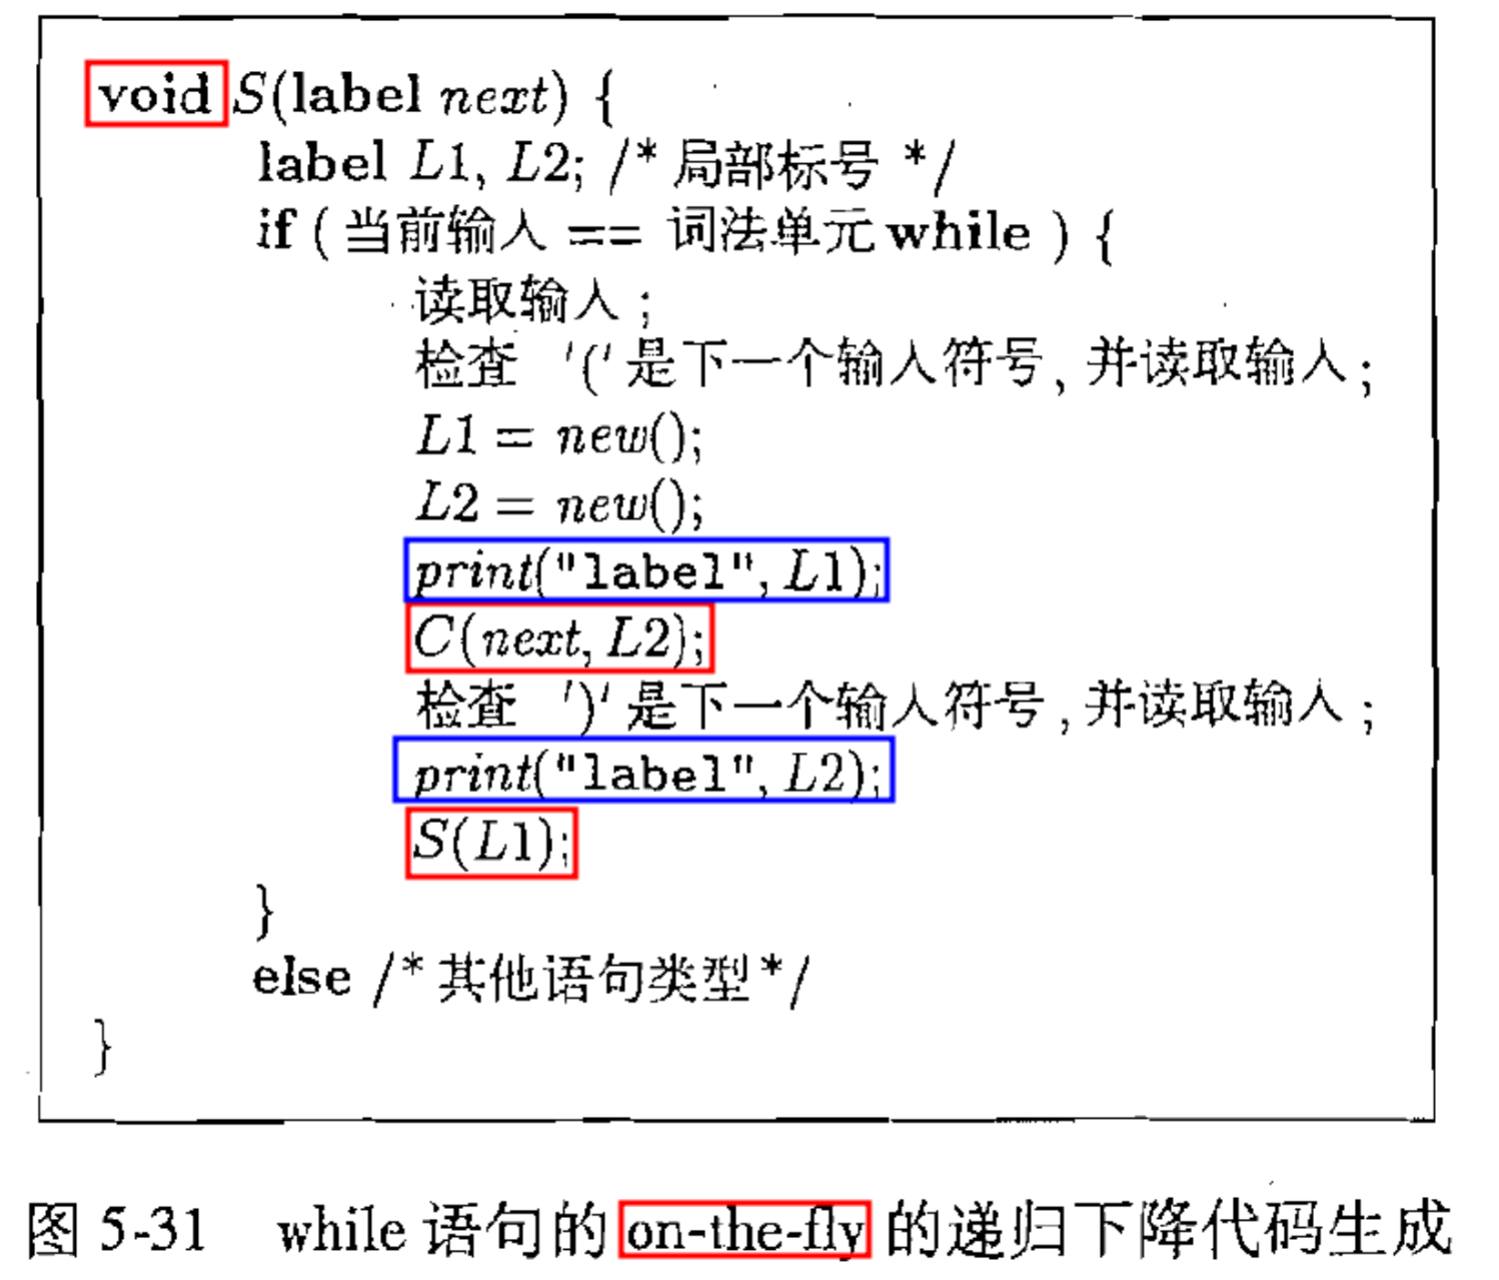 void S(label next) {
label L1, L2; /* 局部标号 */
if ( 当前输入 == 词法单元 while ) {
读取输入 ;
检查 '(' 是下一个输入符号, 并读取输入;
L1 = new();
L2 = new();
print("label", L1);
C(next, L2);
检查 ')' 是下一个输入符号, 并读取输入 ;
print("label", L2);
S(L1);
}
else /* 其他语句类型*/
}
图 5-31 while 语句的 on-the-fly 的递归下降代码生成